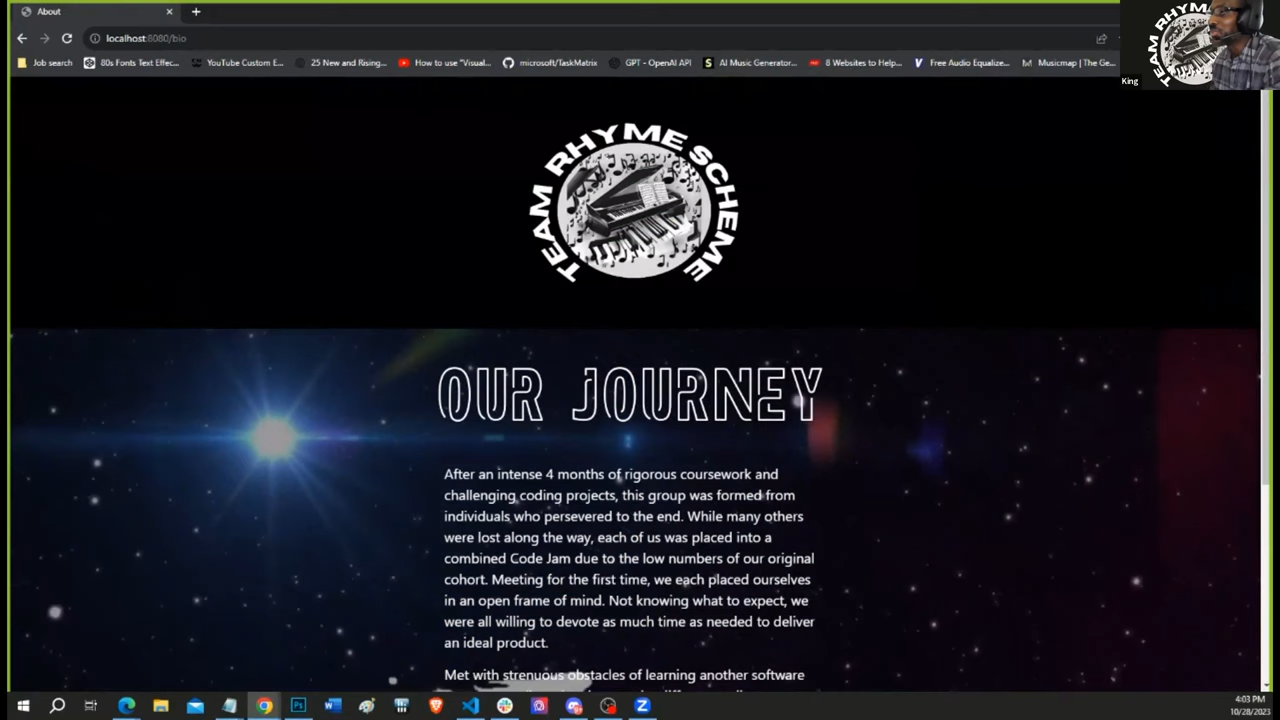 About
localhost:8080/bio
Job search
80s Fonts Text Effec...
YouTube Custom E...
25 New and Rising...
How to use "Visual...
microsoft/TaskMatrix
GPT - OpenAI API
AI Music Generator...
8 Websites to Help...
Free Audio Equalize...
Musicmap | The Ge...
King
TEAM RHYME SCHEME
OUR JOURNEY
After an intense 4 months of rigorous coursework and
challenging coding projects, this group was formed from
individuals who persevered to the end. While many others
were lost along the way, each of us was placed into a
combined Code Jam due to the low numbers of our original
cohort. Meeting for the first time, we each placed ourselves
in an open frame of mind. Not knowing what to expect, we
were all willing to devote as much time as needed to deliver
an ideal product.
Met with strenuous obstacles of learning another software
4:03 PM
10/28/2023